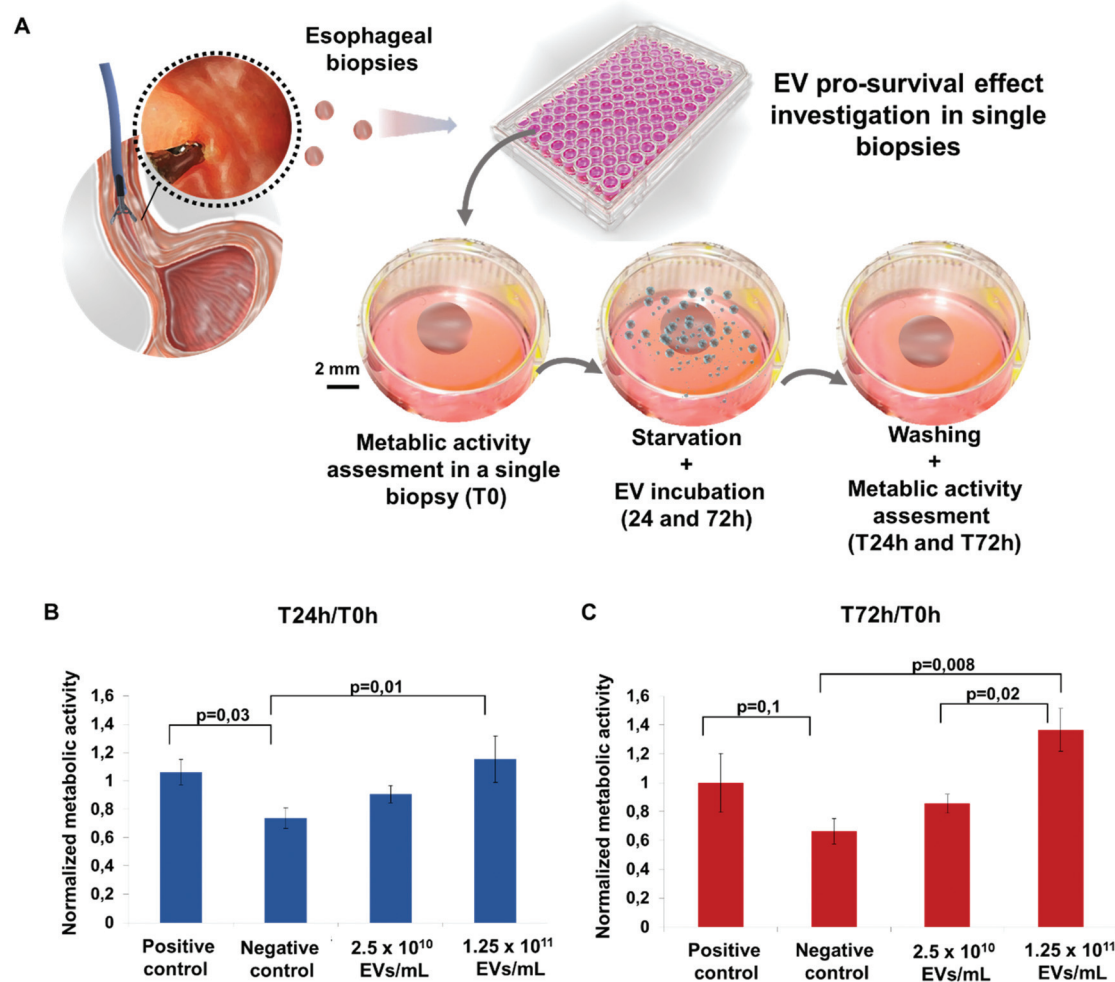 A
Esophageal
biopsies
EV pro-survival effect
investigation in single
biopsies
2 mm
Metablic activity
assesment in a single
biopsy (T0)
Starvation
+
EV incubation
(24 and 72h)
Washing
+
Metablic activity
assesment
(T24h and T72h)
B
T24h/T0h
Normalized metabolic activity
1,6
1,4
1,2
1
0,8
0,6
0,4
0,2
0
p=0,03
p=0,01
Positive
control
Negative
control
2.5 x 10¹⁰
EVs/mL
1.25 x 10¹¹
EVs/mL
C
T72h/T0h
Normalized metabolic activity
1,6
1,4
1,2
1
0,8
0,6
0,4
0,2
0
p=0,1
p=0,008
p=0,02
Positive
control
Negative
control
2.5 x 10¹⁰
EVs/mL
1.25 x 10¹¹
EVs/mL